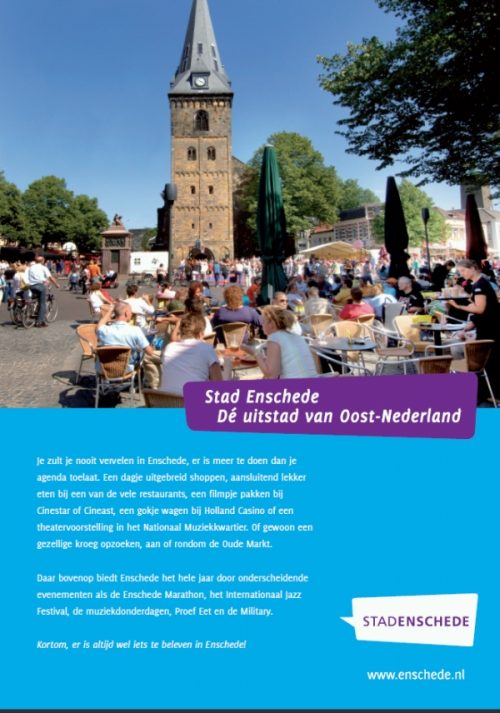 Stad Enschede
Dé uitstad van Oost-Nederland
Je zult je nooit vervelen in Enschede, er is meer te doen dan je
agenda toelaat. Een dagje uitgebreid shoppen, aansluitend lekker
eten bij een van de vele restaurants, een filmpje pakken bij
Cinestar of Cineast, een gokje wagen bij Holland Casino of een
theatervoorstelling in het Nationaal Muziekkwartier. Of gewoon een
gezellige kroeg opzoeken, aan of rondom de Oude Markt.
Daar bovenop biedt Enschede het hele jaar door onderscheidende
evenementen als de Enschede Marathon, het Internationaal Jazz
Festival, de muziekdonderdagen, Proef Eet en de Military.
Kortom, er is altijd wel iets te beleven in Enschede!
STADENSCHEDE
www.enschede.nl